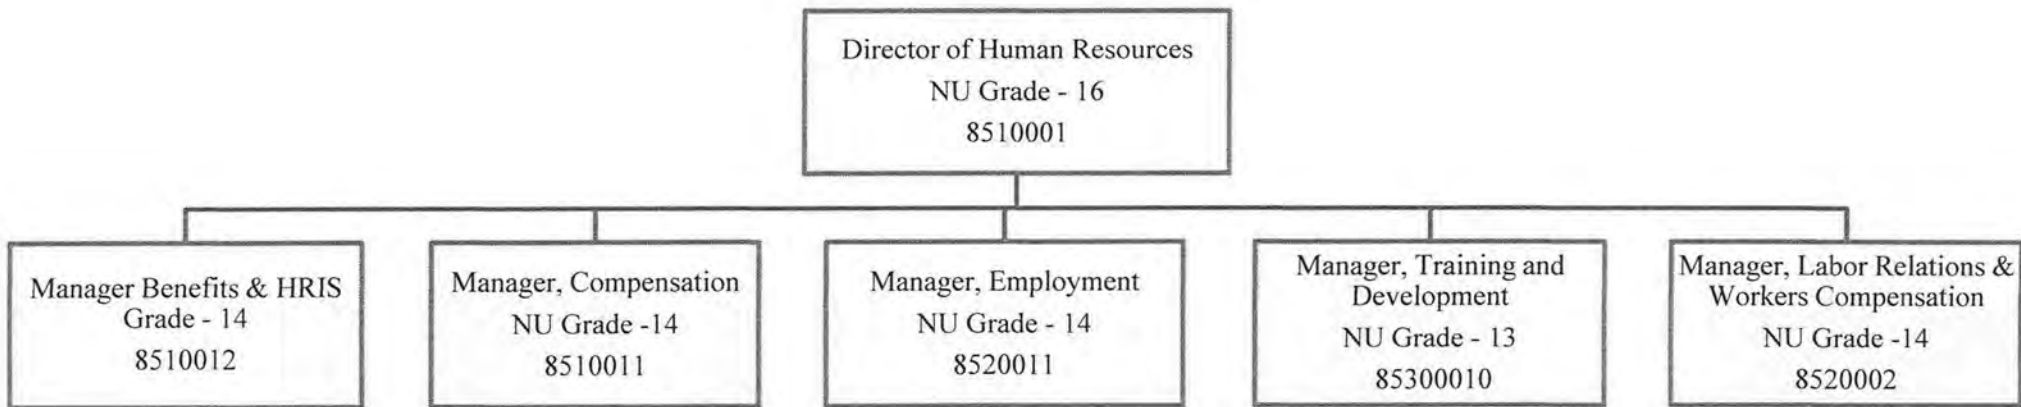 Director of Human Resources
NU Grade - 16
8510001
Manager Benefits & HRIS
Grade - 14
8510012
Manager, Compensation
NU Grade -14
8510011
Manager, Employment
NU Grade - 14
8520011
Manager, Training and
Development
NU Grade - 13
85300010
Manager, Labor Relations &
Workers Compensation
NU Grade -14
8520002